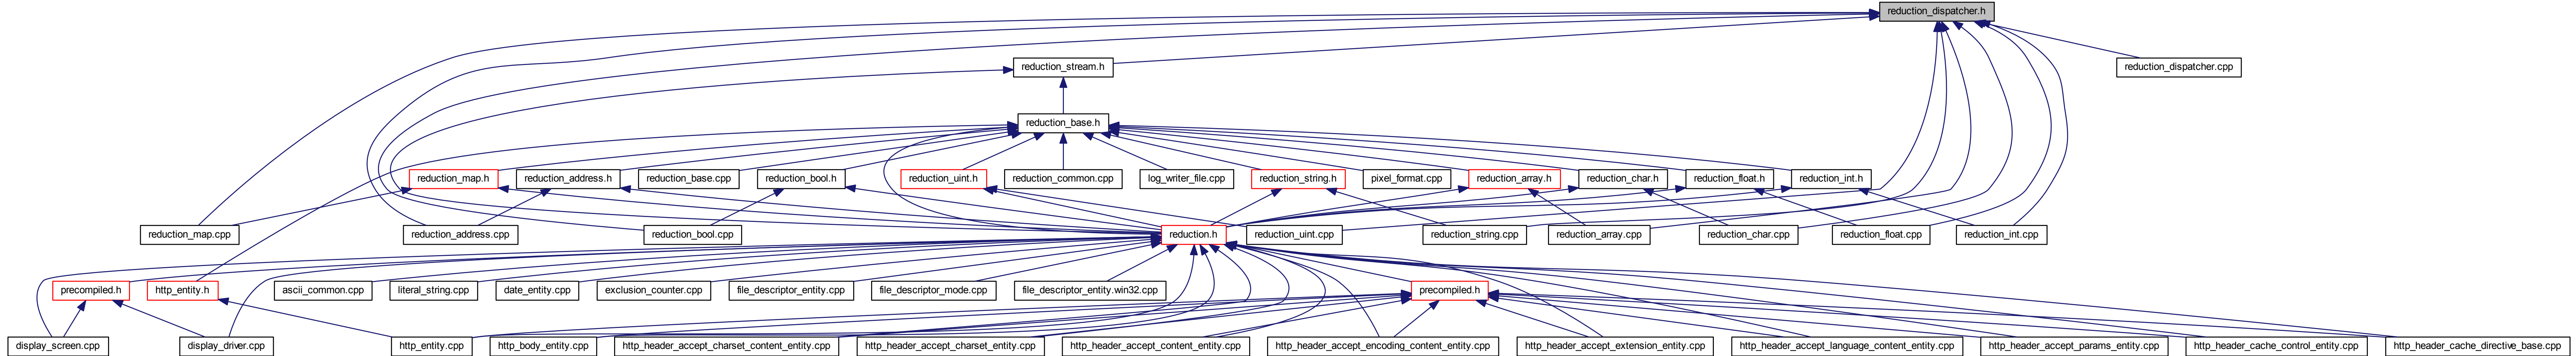 reduction_dispatcher.h
reduction_stream.h
reduction_dispatcher.cpp
reduction_base.h
reduction_map.h
reduction_address.h
reduction_base.cpp
reduction_bool.h
reduction_uint.h
reduction_common.cpp
log_writer_file.cpp
reduction_string.h
pixel_format.cpp
reduction_array.h
reduction_char.h
reduction_float.h
reduction_int.h
reduction_map.cpp
reduction_address.cpp
reduction_bool.cpp
reduction.h
reduction_uint.cpp
reduction_string.cpp
reduction_array.cpp
reduction_char.cpp
reduction_float.cpp
reduction_int.cpp
precompiled.h
http_entity.h
ascii_common.cpp
literal_string.cpp
date_entity.cpp
exclusion_counter.cpp
file_descriptor_entity.cpp
file_descriptor_mode.cpp
file_descriptor_entity.win32.cpp
precompiled.h
display_screen.cpp
display_driver.cpp
http_entity.cpp
http_body_entity.cpp
http_header_accept_charset_content_entity.cpp
http_header_accept_charset_entity.cpp
http_header_accept_content_entity.cpp
http_header_accept_encoding_content_entity.cpp
http_header_accept_extension_entity.cpp
http_header_accept_language_content_entity.cpp
http_header_accept_params_entity.cpp
http_header_cache_control_entity.cpp
http_header_cache_directive_base.cpp